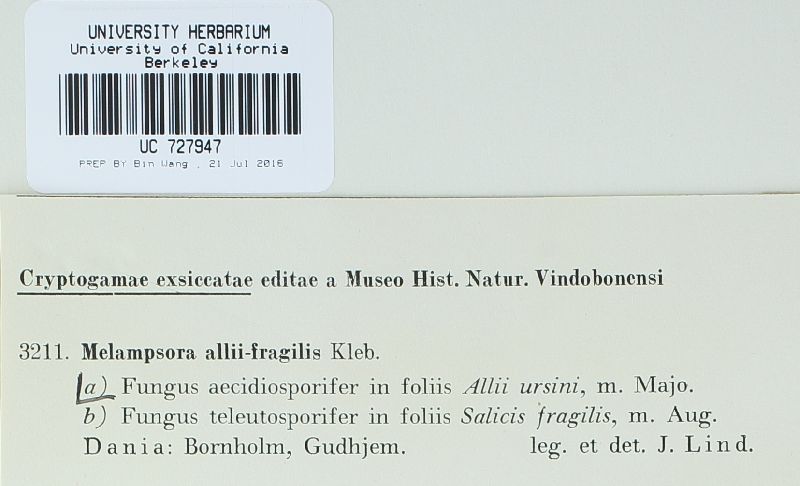 UNIVERSITY HERBARIUM
University of California
Berkeley
UC 727947
PREP BY Bin Wang , 21 Jul 2016
Cryptogamae exsiccatae editae a Museo Hist. Natur. Vindobonensi
3211. Melampsora allii-fragilis Kleb.
a) Fungus aecidiosporifer in foliis Allii ursini, m. Majo.
b) Fungus teleutosporifer in foliis Salicis fragilis, m. Aug.
Dania: Bornholm, Gudhjem. leg. et det. J. Lind.